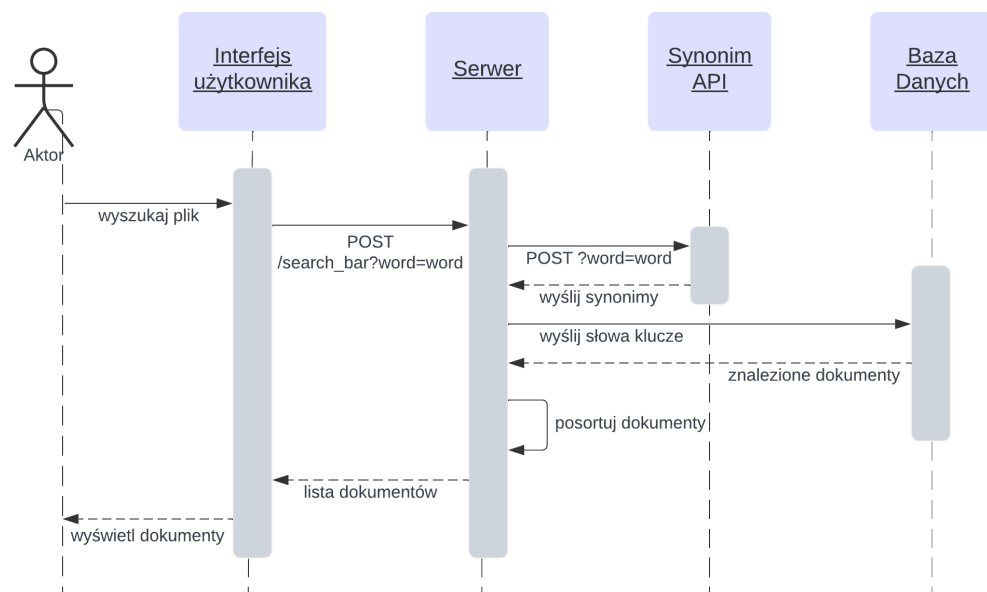 Interfejs
użytkownika
Serwer
Synonim
API
Baza
Danych
Aktor
wyszukaj plik
POST
/search_bar?word=word
POST ?word=word
wyślij synonimy
wyślij słowa klucze
znalezione dokumenty
posortuj dokumenty
lista dokumentów
wyświetl dokumenty